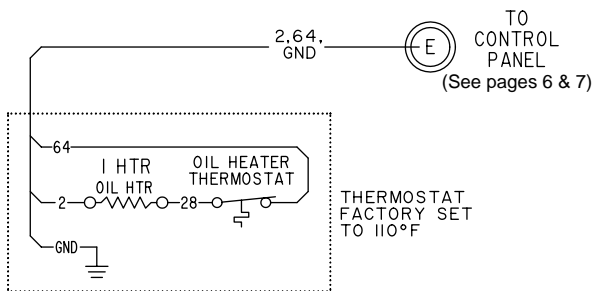 2,64,
GND
E
TO
CONTROL
PANEL
(See pages 6 & 7)
64
1 HTR
OIL HTR
OIL HEATER
THERMOSTAT
2
28
GND
THERMOSTAT
FACTORY SET
TO 110°F